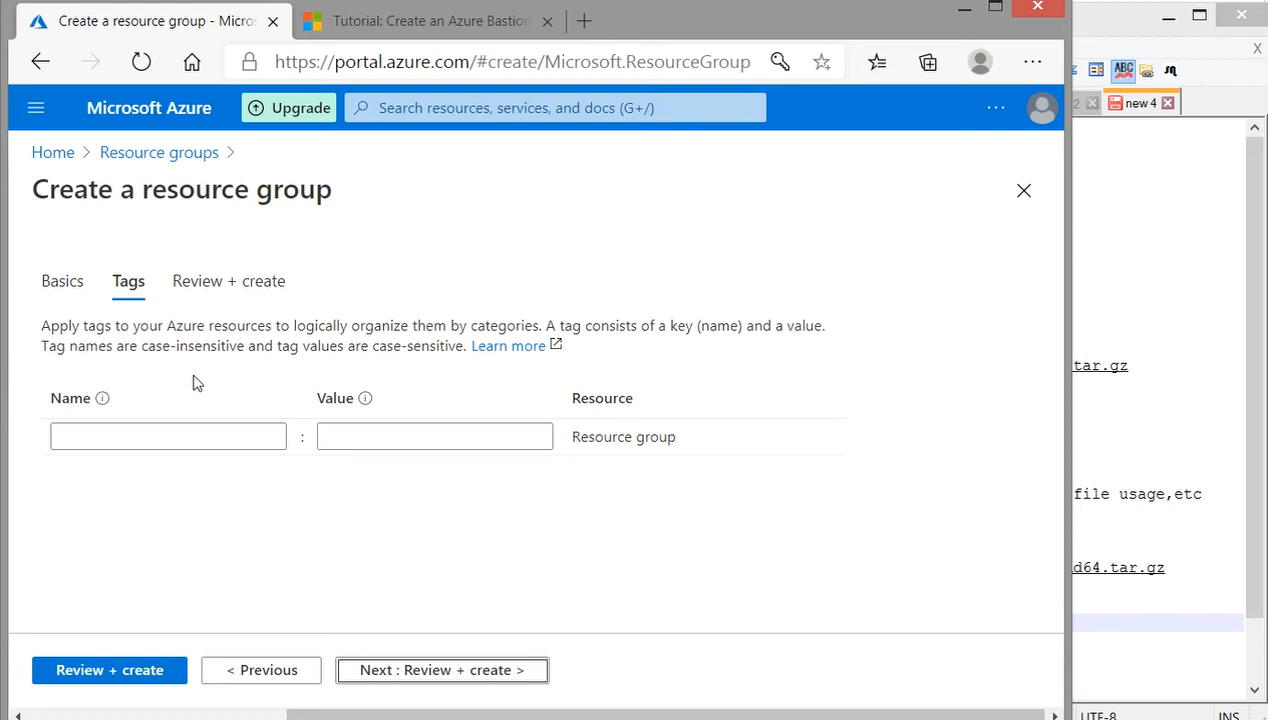 Create a resource group - Micros
Tutorial: Create an Azure Bastion
https://portal.azure.com/#create/Microsoft.ResourceGroup
Microsoft Azure
Upgrade
Search resources, services, and docs (G+/)
Home > Resource groups >
Create a resource group
Basics
Tags
Review + create
Apply tags to your Azure resources to logically organize them by categories. A tag consists of a key (name) and a value.
Tag names are case-insensitive and tag values are case-sensitive. Learn more
Name
Value
Resource
:
Resource group
Review + create
< Previous
Next : Review + create >
ABC
2
new 4
tar.gz
file usage,etc
d64.tar.gz
UTF-8
INS